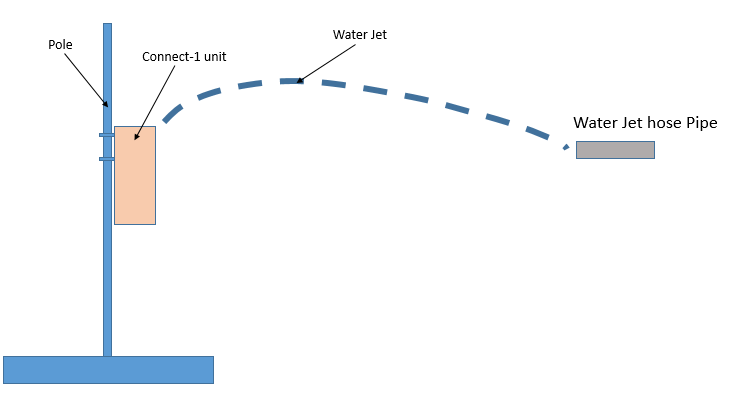 Pole
Connect-1 unit
Water Jet
Water Jet hose Pipe